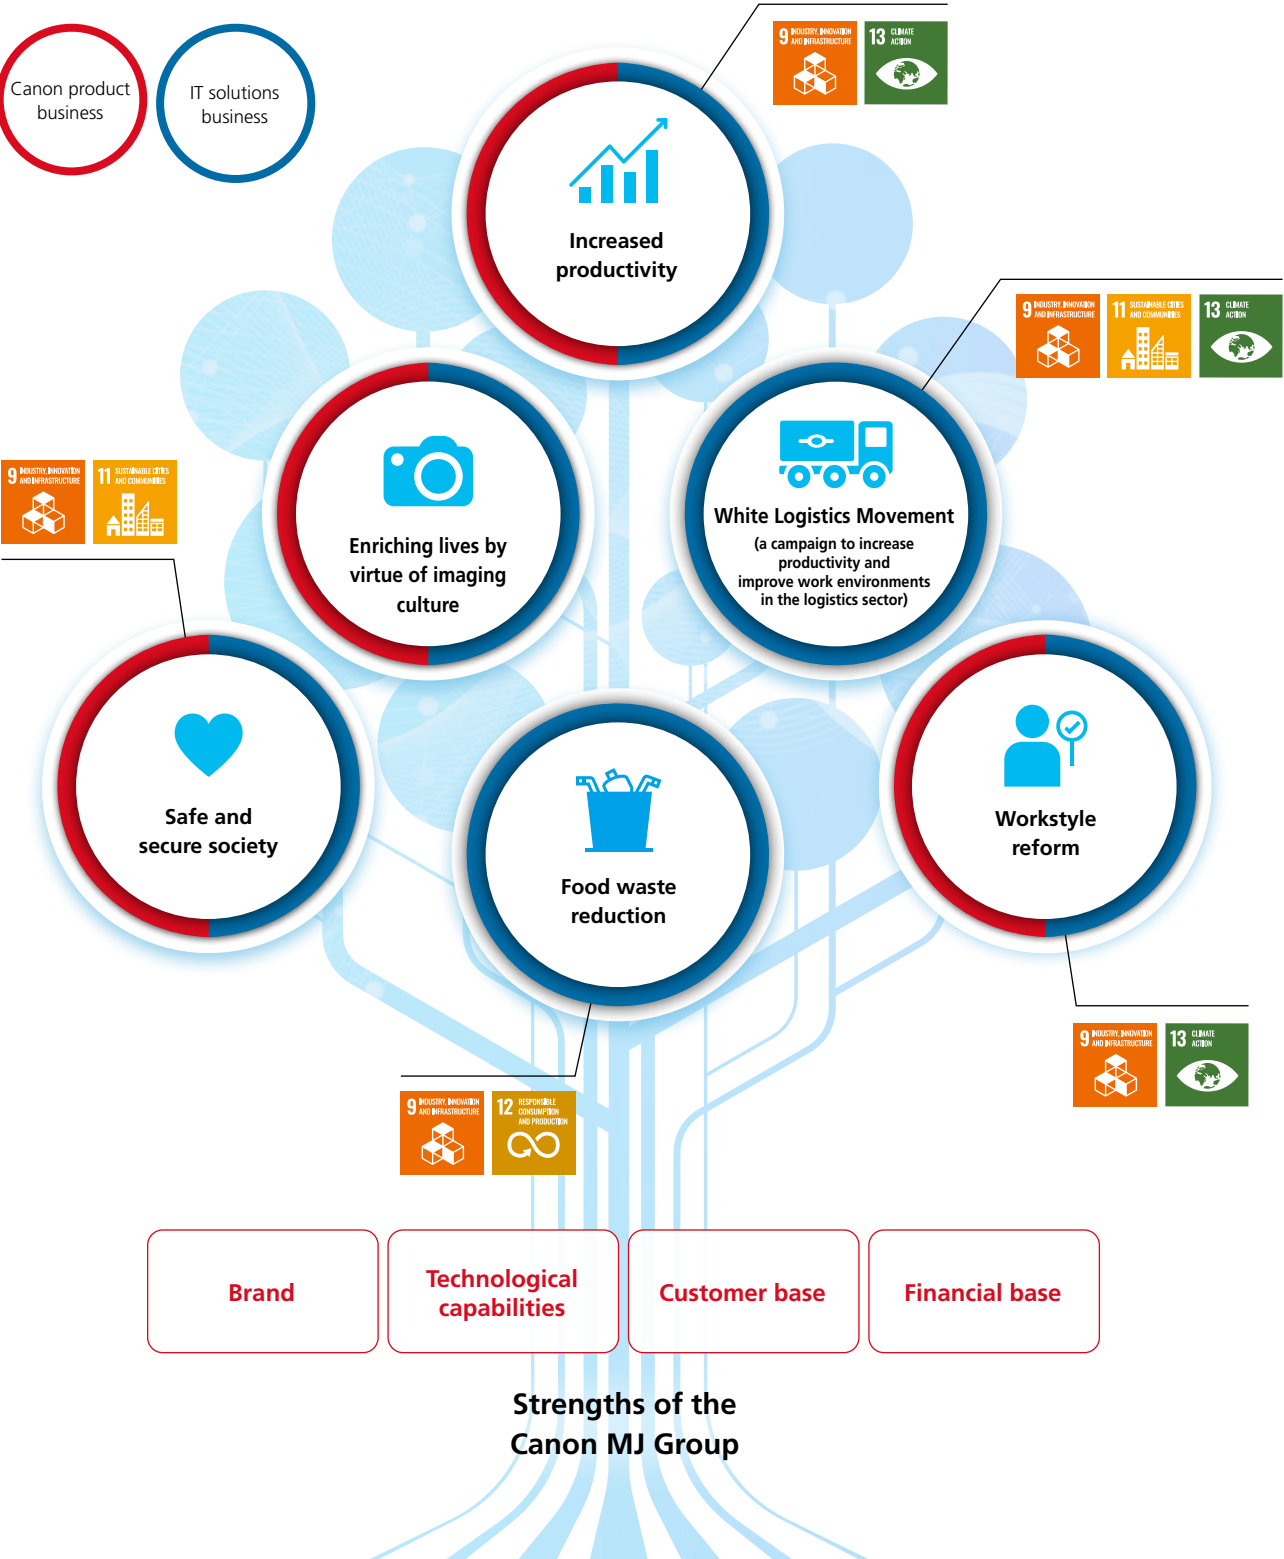 Canon product
business
IT solutions
business
9 INDUSTRY, INNOVATION
AND INFRASTRUCTURE
13 CLIMATE
ACTION
Increased
productivity
9 INDUSTRY, INNOVATION
AND INFRASTRUCTURE
11 SUSTAINABLE CITIES
AND COMMUNITIES
13 CLIMATE
ACTION
Enriching lives by
virtue of imaging
culture
White Logistics Movement
(a campaign to increase
productivity and
improve work environments
in the logistics sector)
9 INDUSTRY, INNOVATION
AND INFRASTRUCTURE
11 SUSTAINABLE CITIES
AND COMMUNITIES
Safe and
secure society
Food waste
reduction
Workstyle
reform
9 INDUSTRY, INNOVATION
AND INFRASTRUCTURE
13 CLIMATE
ACTION
9 INDUSTRY, INNOVATION
AND INFRASTRUCTURE
12 RESPONSIBLE
CONSUMPTION
AND PRODUCTION
Brand
Technological
capabilities
Customer base
Financial base
Strengths of the
Canon MJ Group